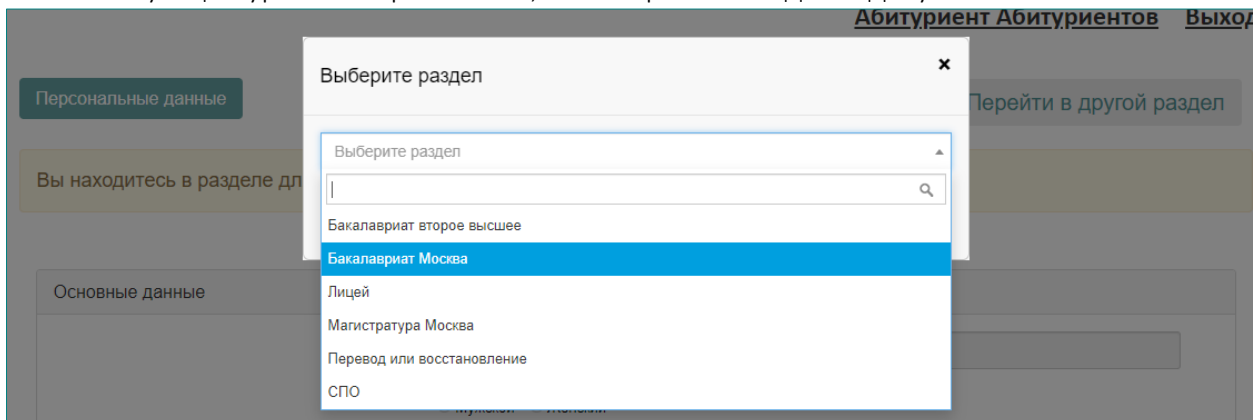 Абитуриент Абитуриентов Выход
Выберите раздел
×
Персональные данные
Перейти в другой раздел
Выберите раздел
Вы находитесь в разделе дл
Бакалавриат второе высшее
Бакалавриат Москва
Основные данные
Лицей
Магистратура Москва
Перевод или восстановление
СПО